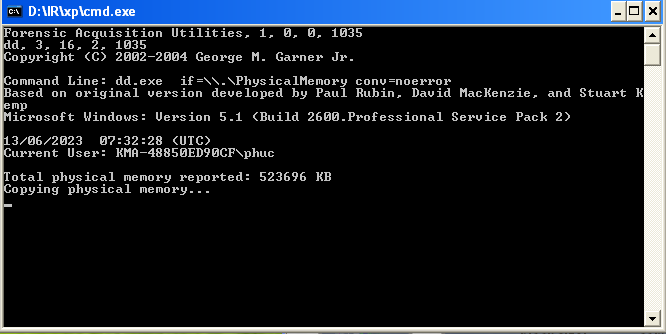 D:\IR\xp\cmd.exe
Forensic Acquisition Utilities, 1, 0, 0, 1035
dd, 3, 16, 2, 1035
Copyright (C) 2002-2004 George M. Garner Jr.
Command Line: dd.exe  if=\\.\PhysicalMemory conv=noerror
Based on original version developed by Paul Rubin, David MacKenzie, and Stuart K
emp
Microsoft Windows: Version 5.1 (Build 2600.Professional Service Pack 2)
13/06/2023  07:32:28 (UTC)
Current User: KMA-48850ED90CF\phuc
Total physical memory reported: 523696 KB
Copying physical memory...